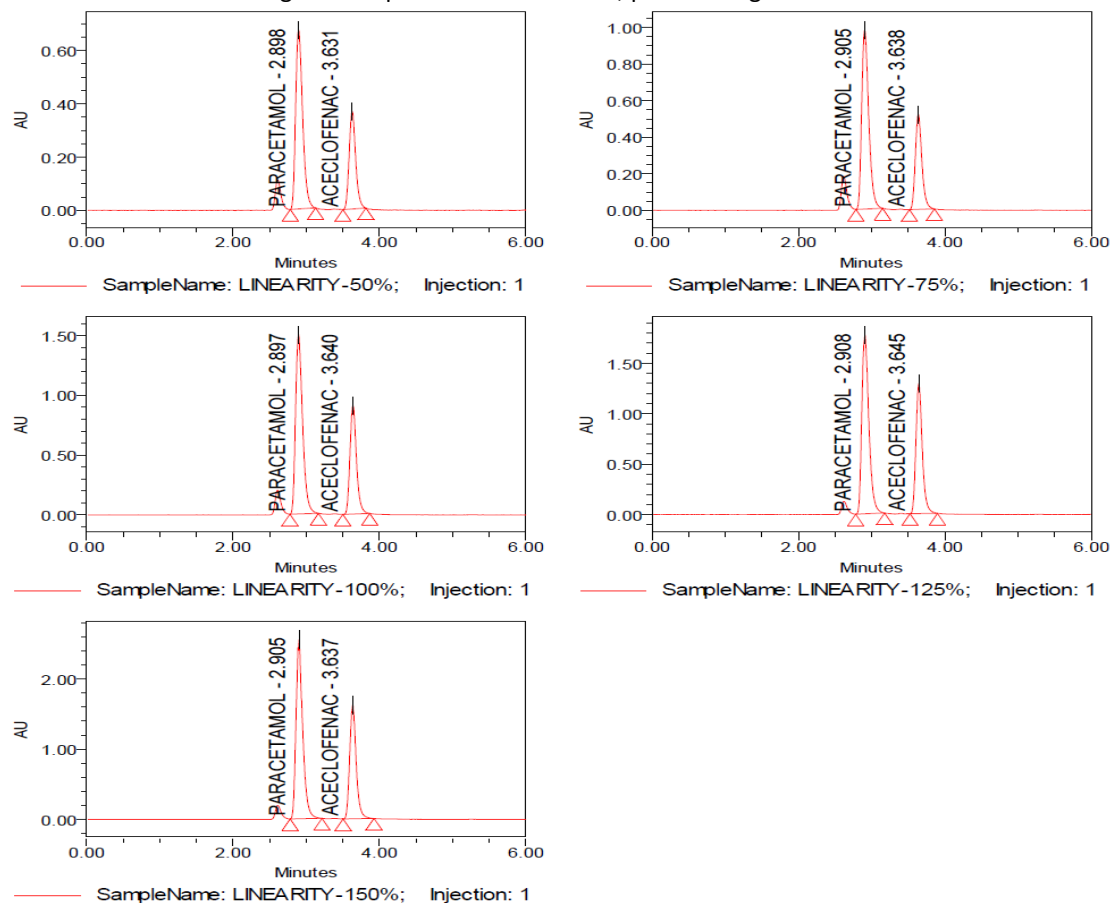 0.60
0.40
0.20
0.00
AU
PARACETAMOL - 2.898
ACECLOFENAC - 3.631
0.00 2.00 4.00 6.00
Minutes
SampleName: LINEARITY-50%; Injection: 1
1.00
0.80
0.60
0.40
0.20
0.00
AU
PARACETAMOL - 2.905
ACECLOFENAC - 3.638
0.00 2.00 4.00 6.00
Minutes
SampleName: LINEARITY-75%; Injection: 1
1.50
1.00
0.50
0.00
AU
PARACETAMOL - 2.897
ACECLOFENAC - 3.640
0.00 2.00 4.00 6.00
Minutes
SampleName: LINEARITY-100%; Injection: 1
1.50
1.00
0.50
0.00
AU
PARACETAMOL - 2.908
ACECLOFENAC - 3.645
0.00 2.00 4.00 6.00
Minutes
SampleName: LINEARITY-125%; Injection: 1
2.00
1.00
0.00
AU
PARACETAMOL - 2.905
ACECLOFENAC - 3.637
0.00 2.00 4.00 6.00
Minutes
SampleName: LINEARITY-150%; Injection: 1